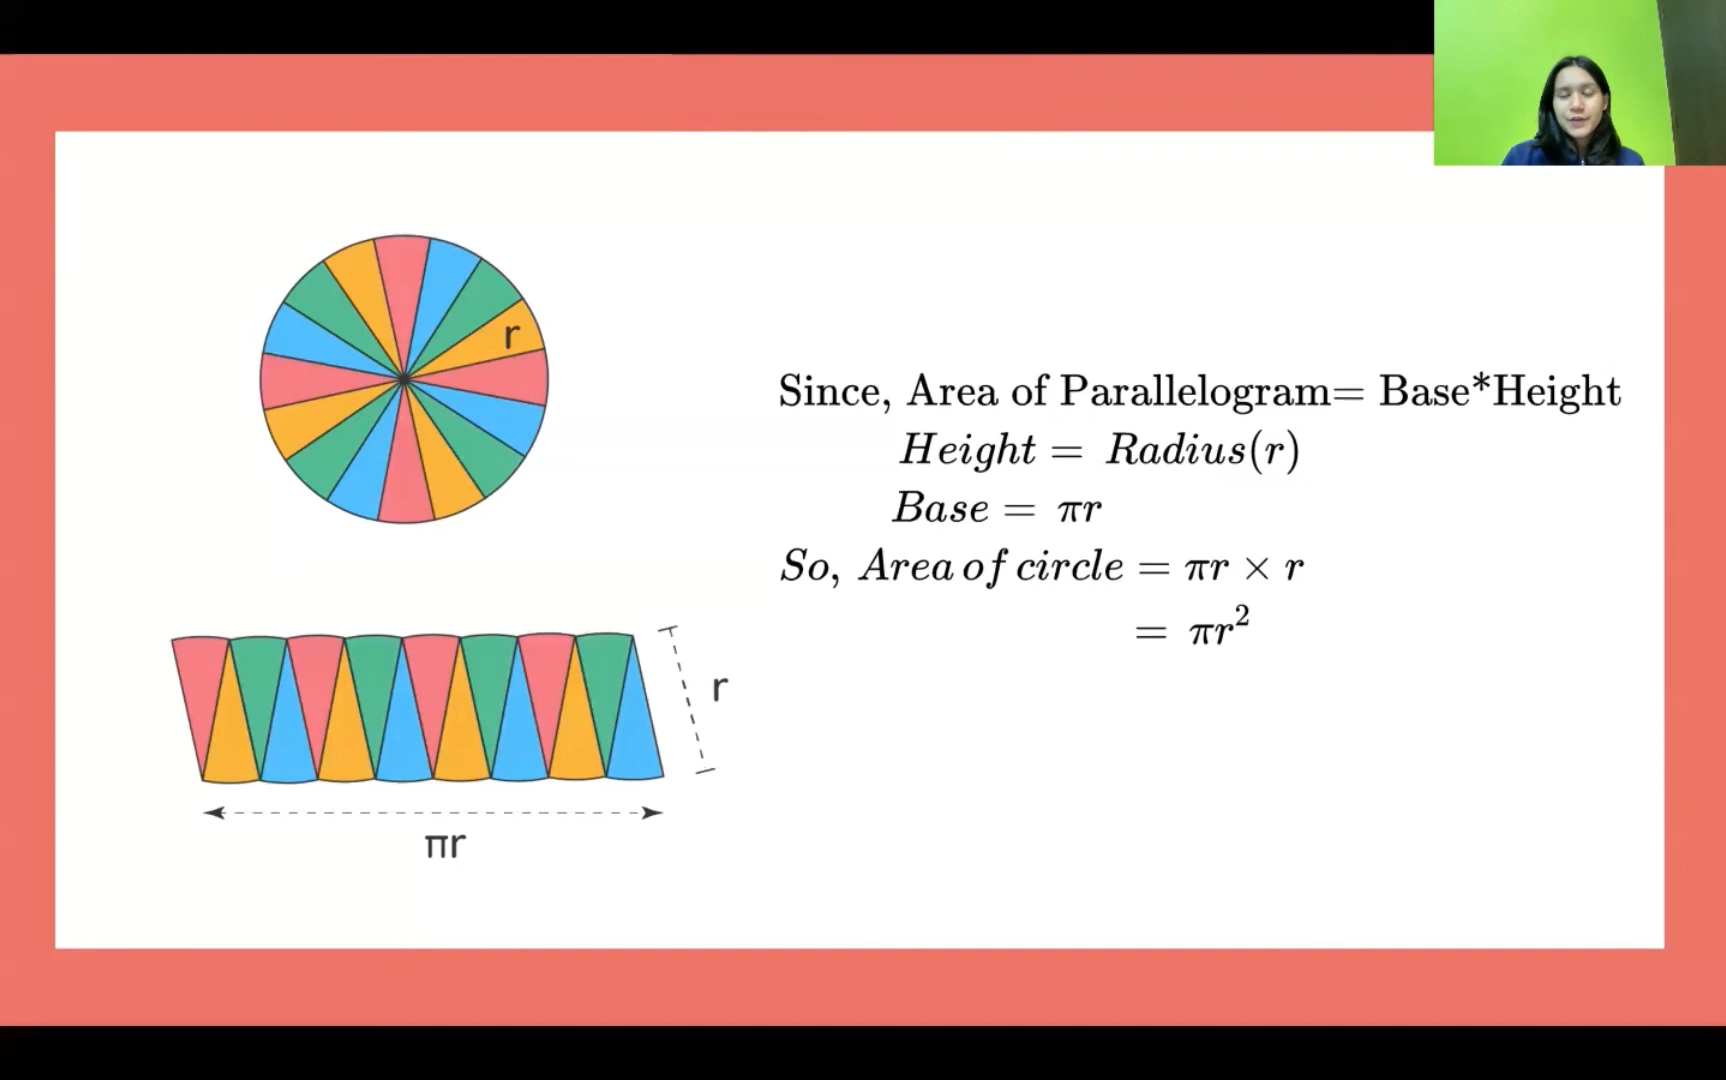 r
Since, Area of Parallelogram= Base*Height
Height = Radius(r)
Base = πr
So, Area of circle = πr × r
= πr²
r
πr